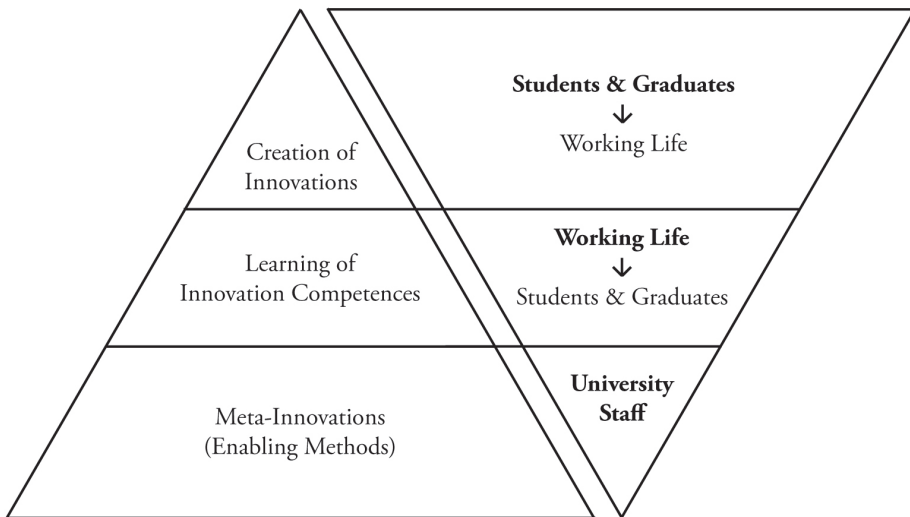 Students & Graduates
↓
Working Life
Creation of
Innovations
Working Life
↓
Students & Graduates
Learning of
Innovation Competences
University
Staff
Meta-Innovations
(Enabling Methods)